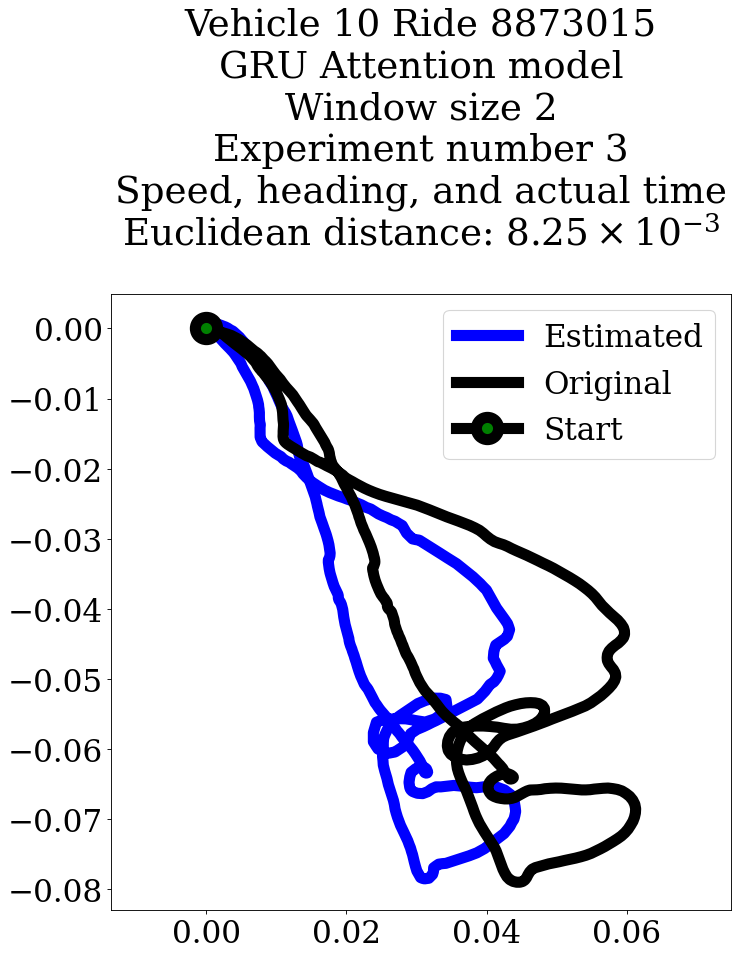 Vehicle 10 Ride 8873015
GRU Attention model
Window size 2
Experiment number 3
Speed, heading, and actual time
Euclidean distance: 8.25 × 10⁻³
Estimated
Original
Start
0.00
−0.01
−0.02
−0.03
−0.04
−0.05
−0.06
−0.07
−0.08
0.00 0.02 0.04 0.06